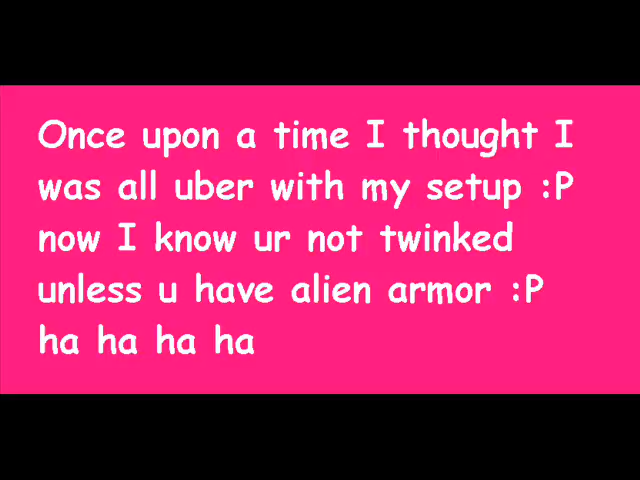 Once upon a time I thought I
was all uber with my setup :P
now I know ur not twinked
unless u have alien armor :P
ha ha ha ha